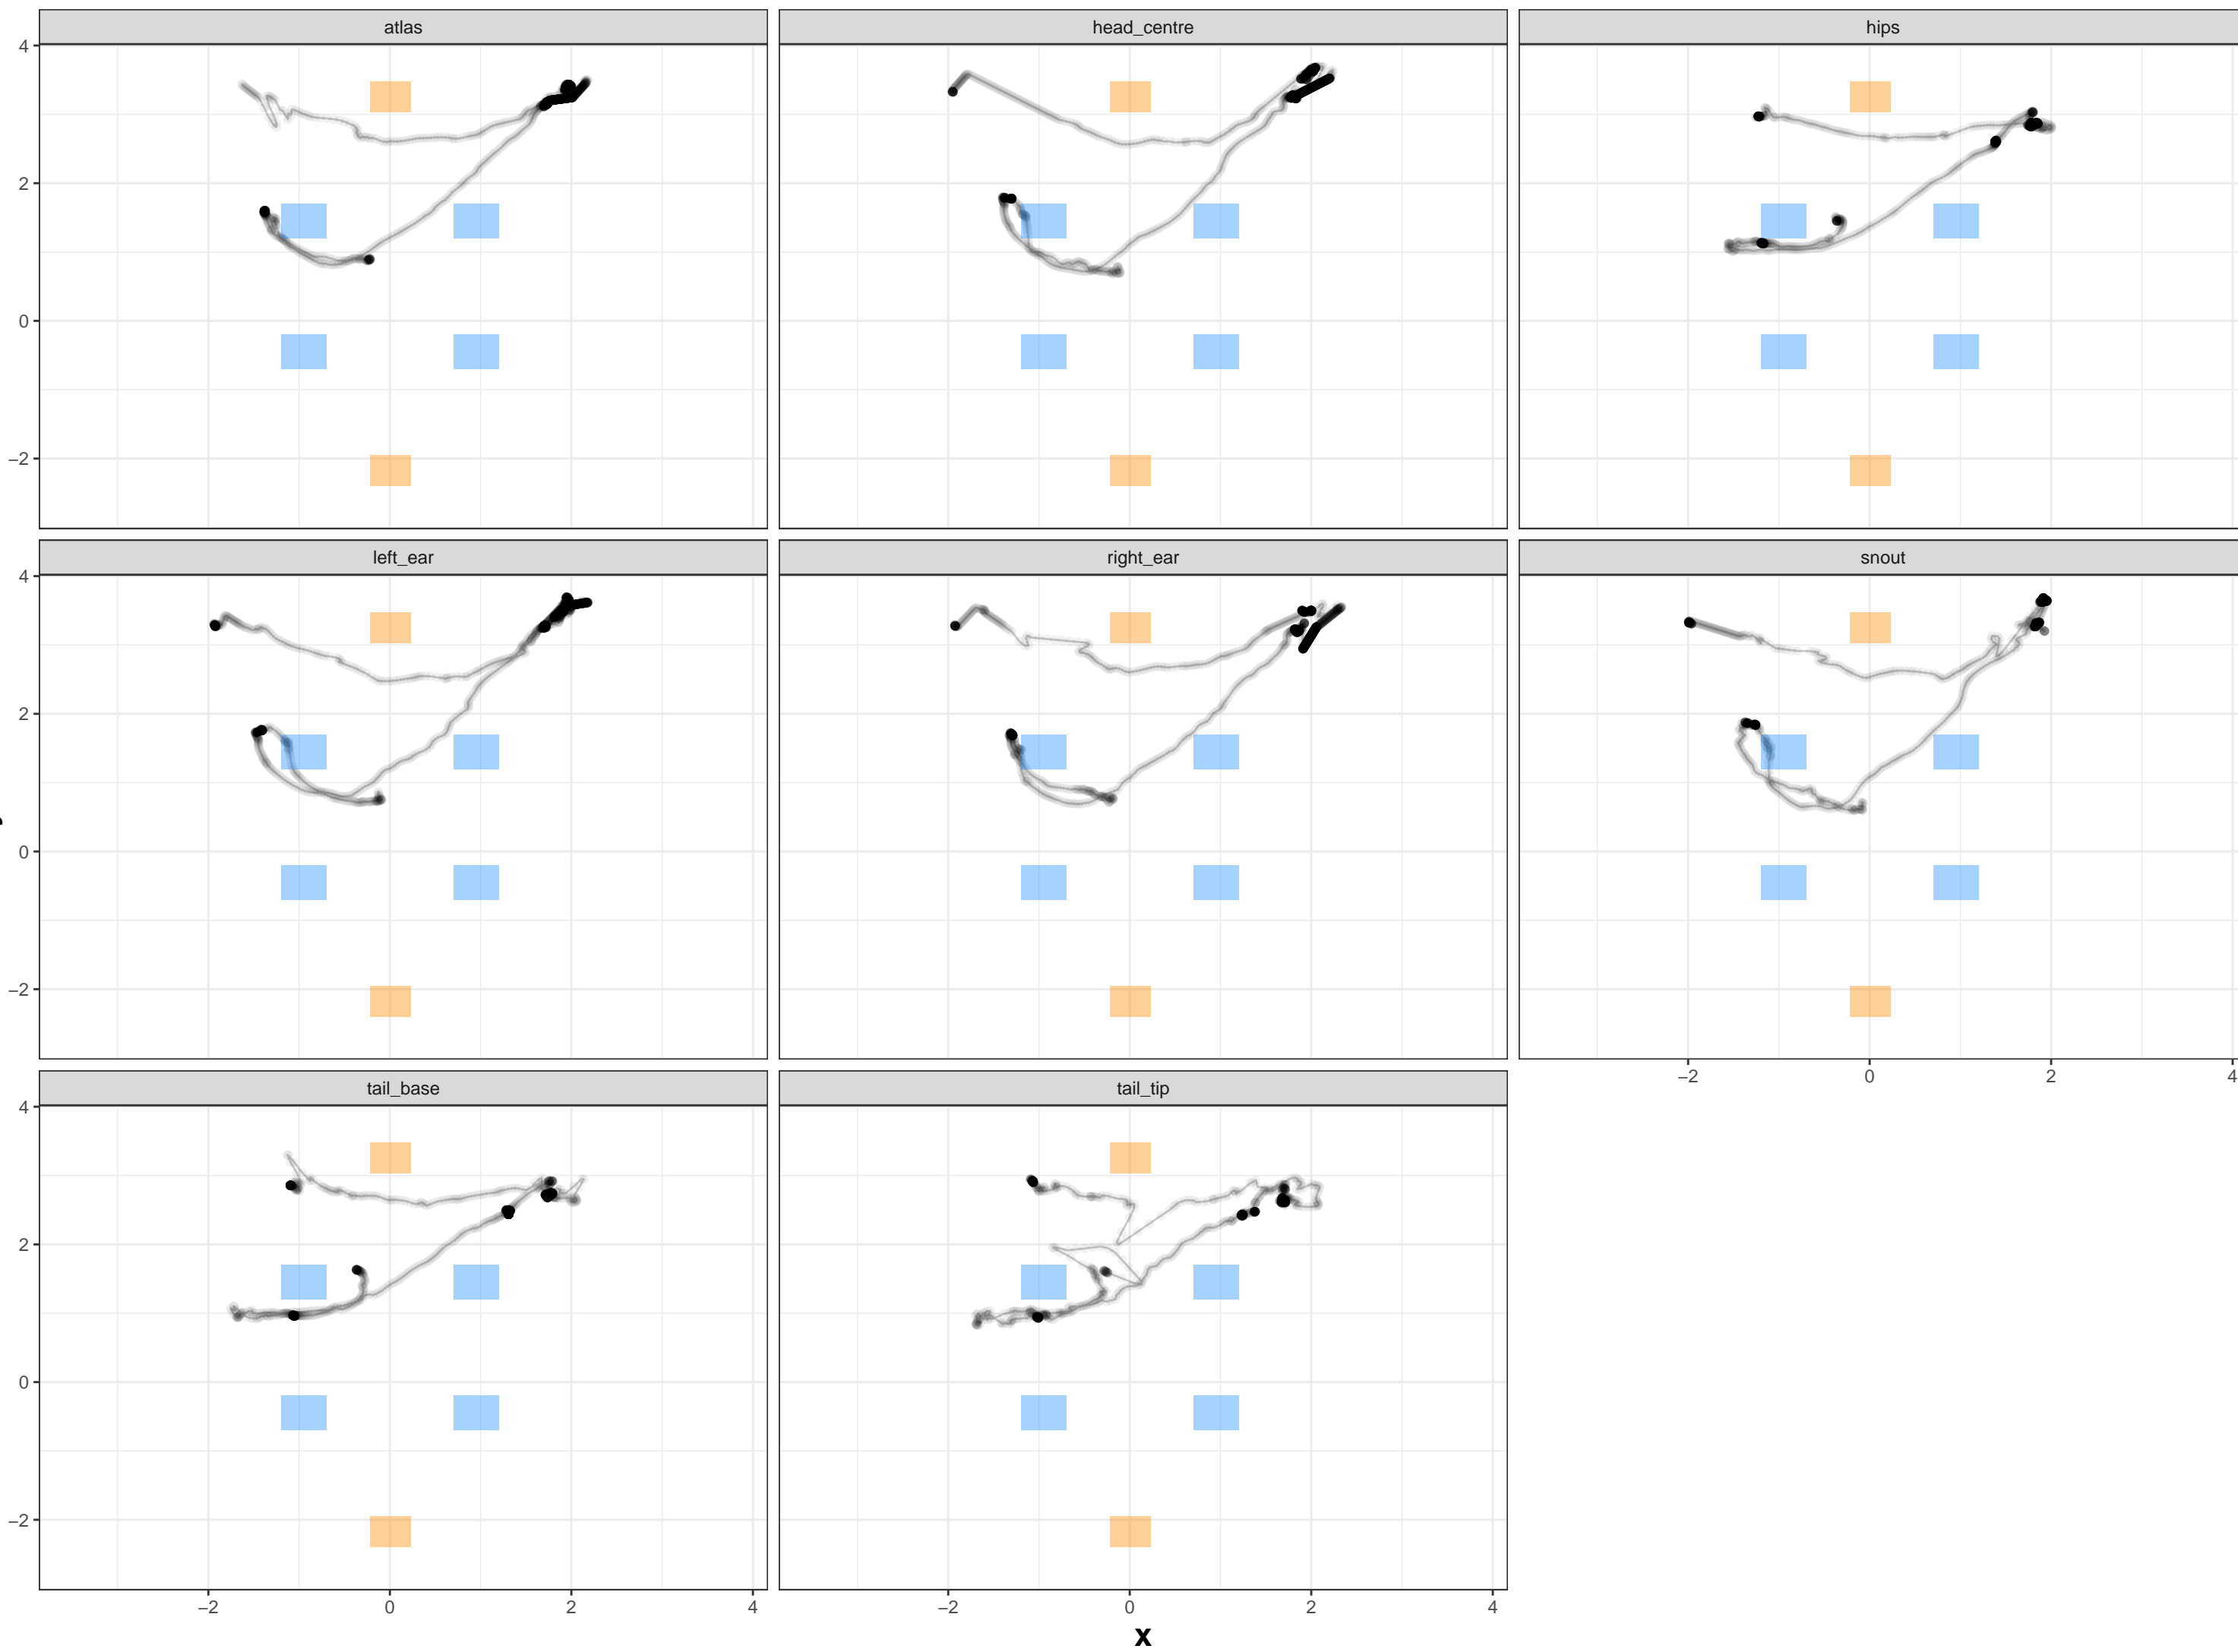 atlas head_centre hips
4
2
0
−2
left_ear right_ear snout
4
2
0
−2
−2 0 2 4
tail_base tail_tip
4
2
0
−2
−2 0 2 4 −2 0 2 4
x